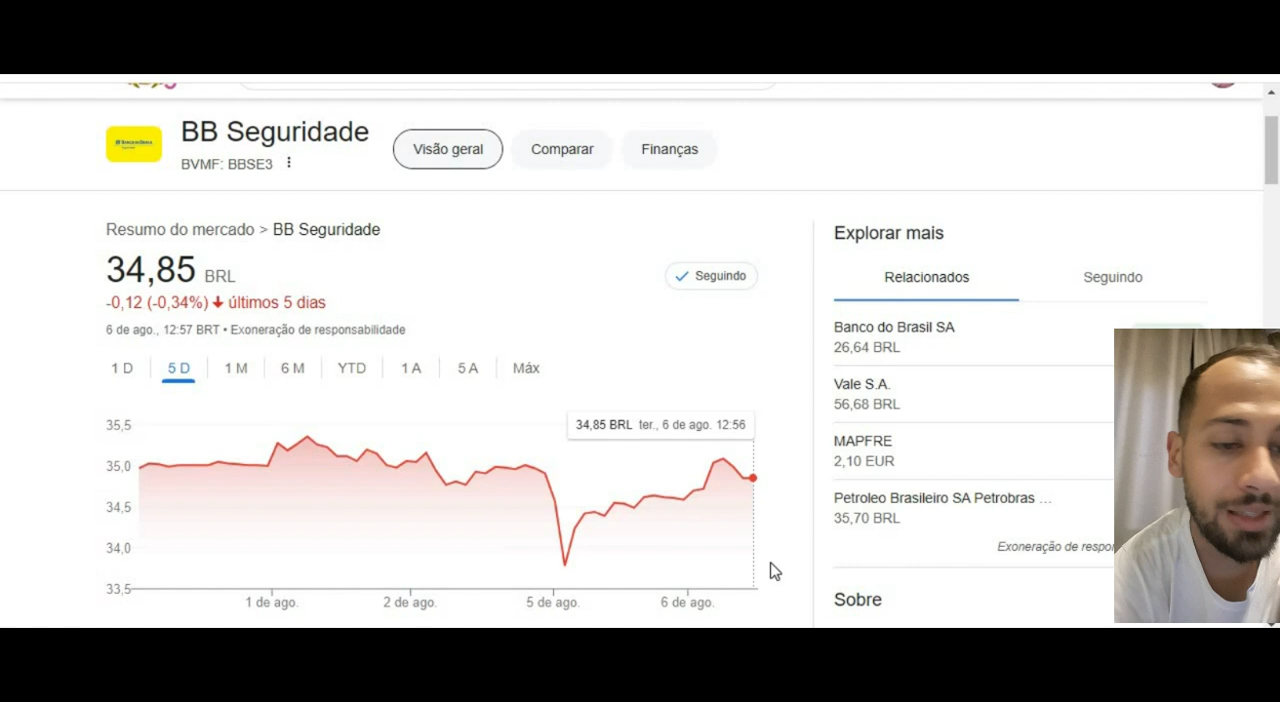 BB Seguridade
BVMF: BBSE3
Visão geral
Comparar
Finanças
Resumo do mercado > BB Seguridade
34,85 BRL
Seguindo
-0,12 (-0,34%) últimos 5 dias
6 de ago., 12:57 BRT • Exoneração de responsabilidade
1 D
5 D
1 M
6 M
YTD
1 A
5 A
Máx
34,85 BRL ter., 6 de ago. 12:56
35,5
35,0
34,5
34,0
33,5
1 de ago.
2 de ago.
5 de ago.
6 de ago.
Explorar mais
Relacionados
Seguindo
Banco do Brasil SA
26,64 BRL
Vale S.A.
56,68 BRL
MAPFRE
2,10 EUR
Petroleo Brasileiro SA Petrobras ...
35,70 BRL
Exoneração de respo
Sobre